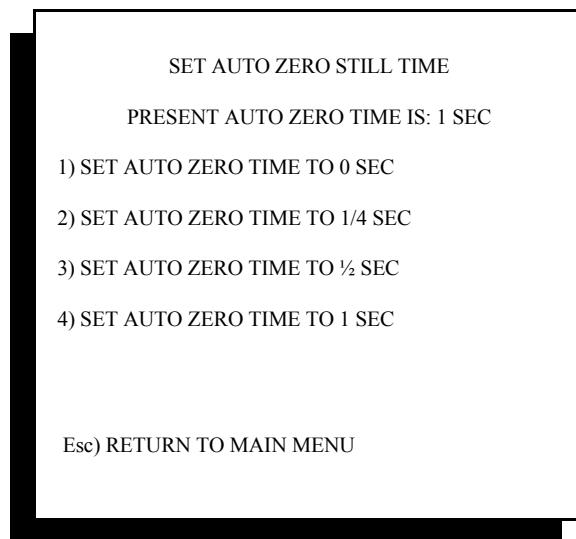 SET AUTO ZERO STILL TIME
PRESENT AUTO ZERO TIME IS: 1 SEC
1) SET AUTO ZERO TIME TO 0 SEC
2) SET AUTO ZERO TIME TO 1/4 SEC
3) SET AUTO ZERO TIME TO ½ SEC
4) SET AUTO ZERO TIME TO 1 SEC
Esc) RETURN TO MAIN MENU